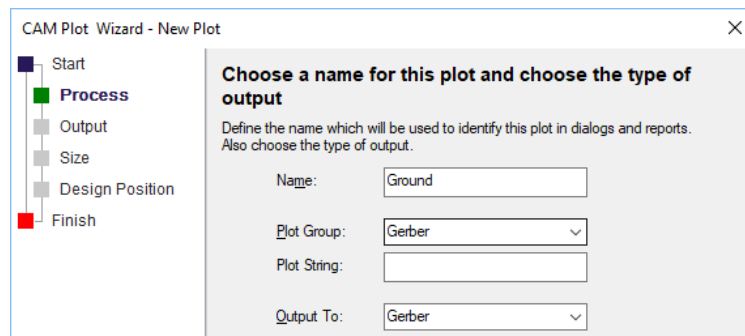 CAM Plot Wizard - New Plot
Start
Process
Output
Size
Design Position
Finish
Choose a name for this plot and choose the type of
output
Define the name which will be used to identify this plot in dialogs and reports.
Also choose the type of output.
Name: Ground
Plot Group: Gerber
Plot String:
Output To: Gerber